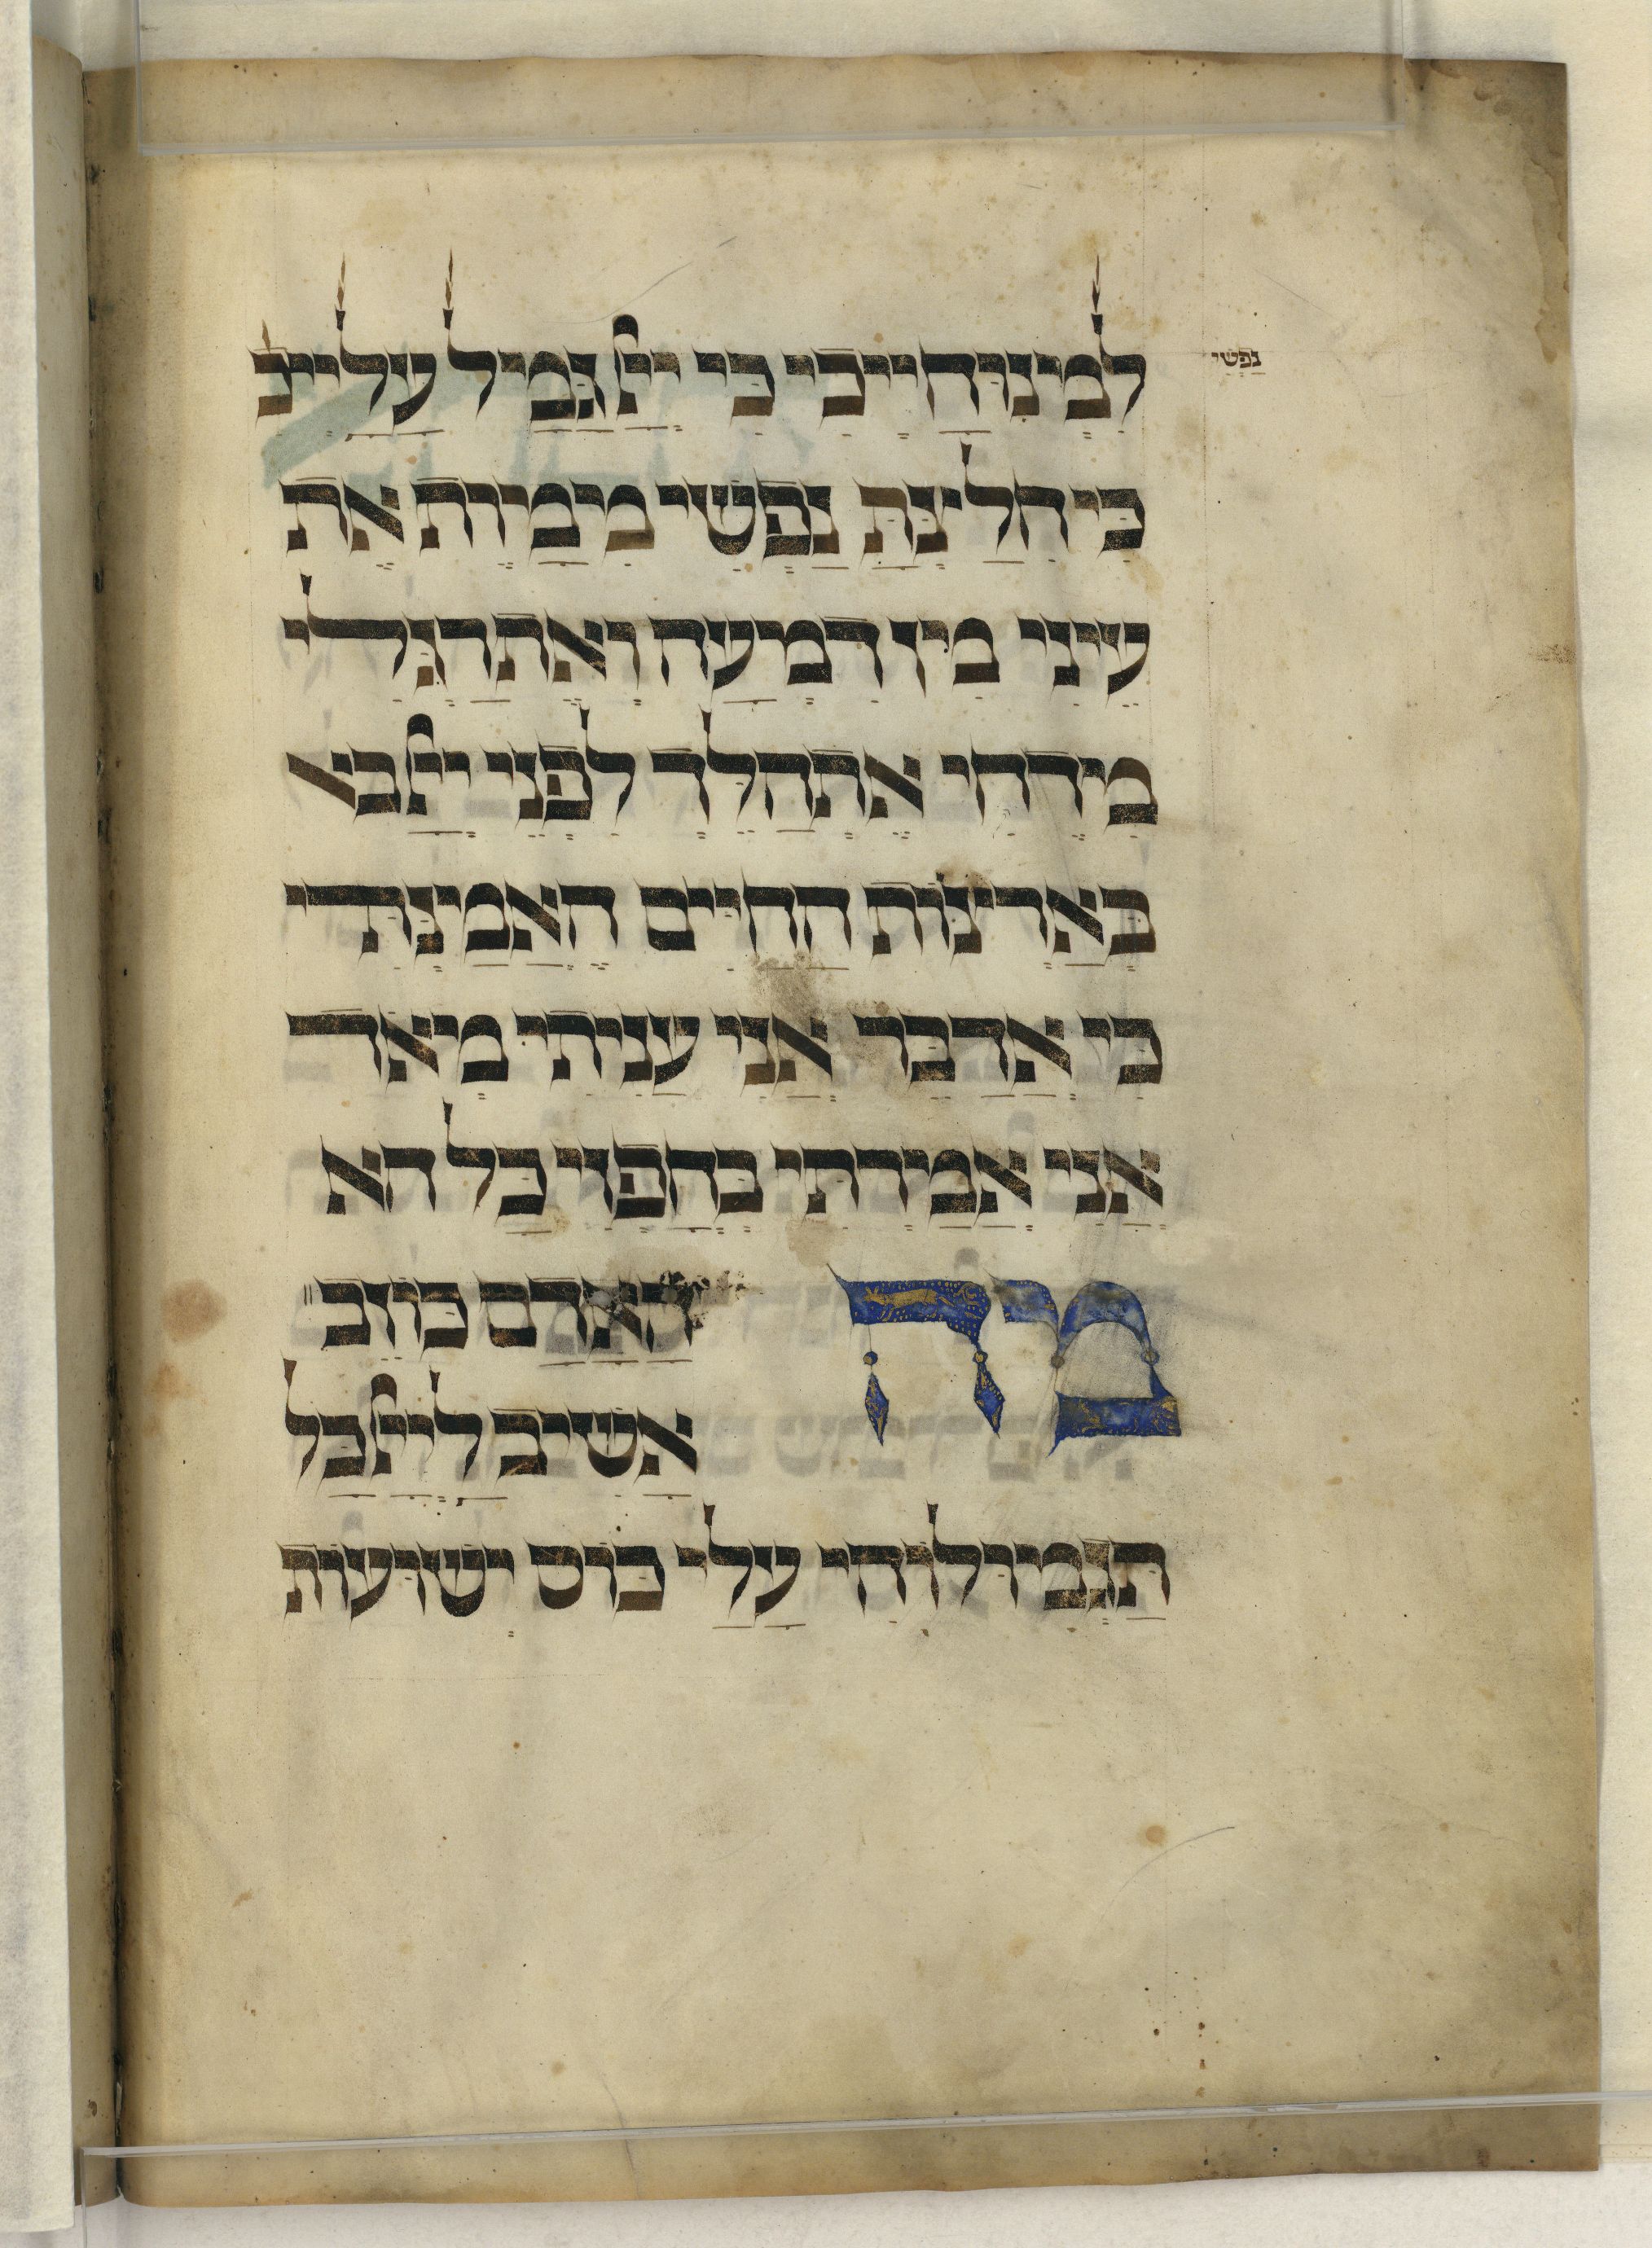 נפשי
למנוחייכי כי ייי גמל עלייכי
כי חלצת נפשי ממות את
עיני מן דמעה ואת רגלי
מדחי אתהלך לפני ייי בא
בארצות החיים האמנתי
כי אדבר אני עניתי מאד
אני אמרתי בחפזי כל הא
האדם כוזב
מה אשיב לייי כל
תגמולוהי עלי כוס ישועות